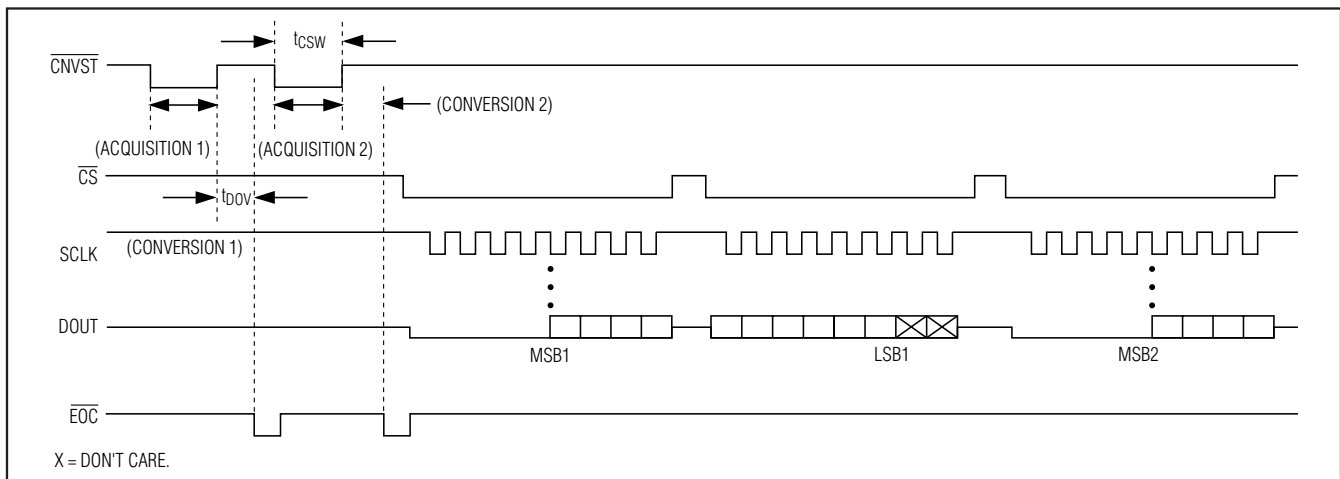 tCSW
CNVST
(CONVERSION 2)
(ACQUISITION 1)
(ACQUISITION 2)
CS
tDOV
(CONVERSION 1)
SCLK
DOUT
MSB1
LSB1
MSB2
EOC
X = DON'T CARE.